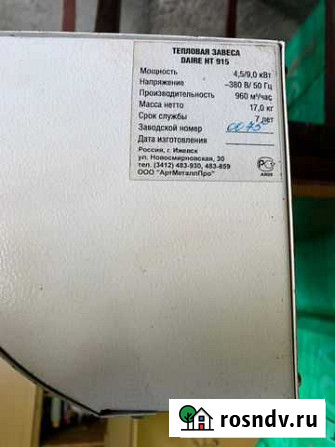 ТЕПЛОВАЯ ЗАВЕСА
DAIRE НТ 915
Мощность 4,5/9,0 кВт
Напряжение ~380 В/ 50 Гц
Производительность 960 м³/час
Масса нетто 17,0 кг
Срок службы 7 лет
Заводской номер 0075
Дата изготовления
Россия, г. Ижевск
ул. Новосмирновская, 30
тел. (3412) 483-930, 483-859
ООО "АртМеталлПро"
rosndv.ru